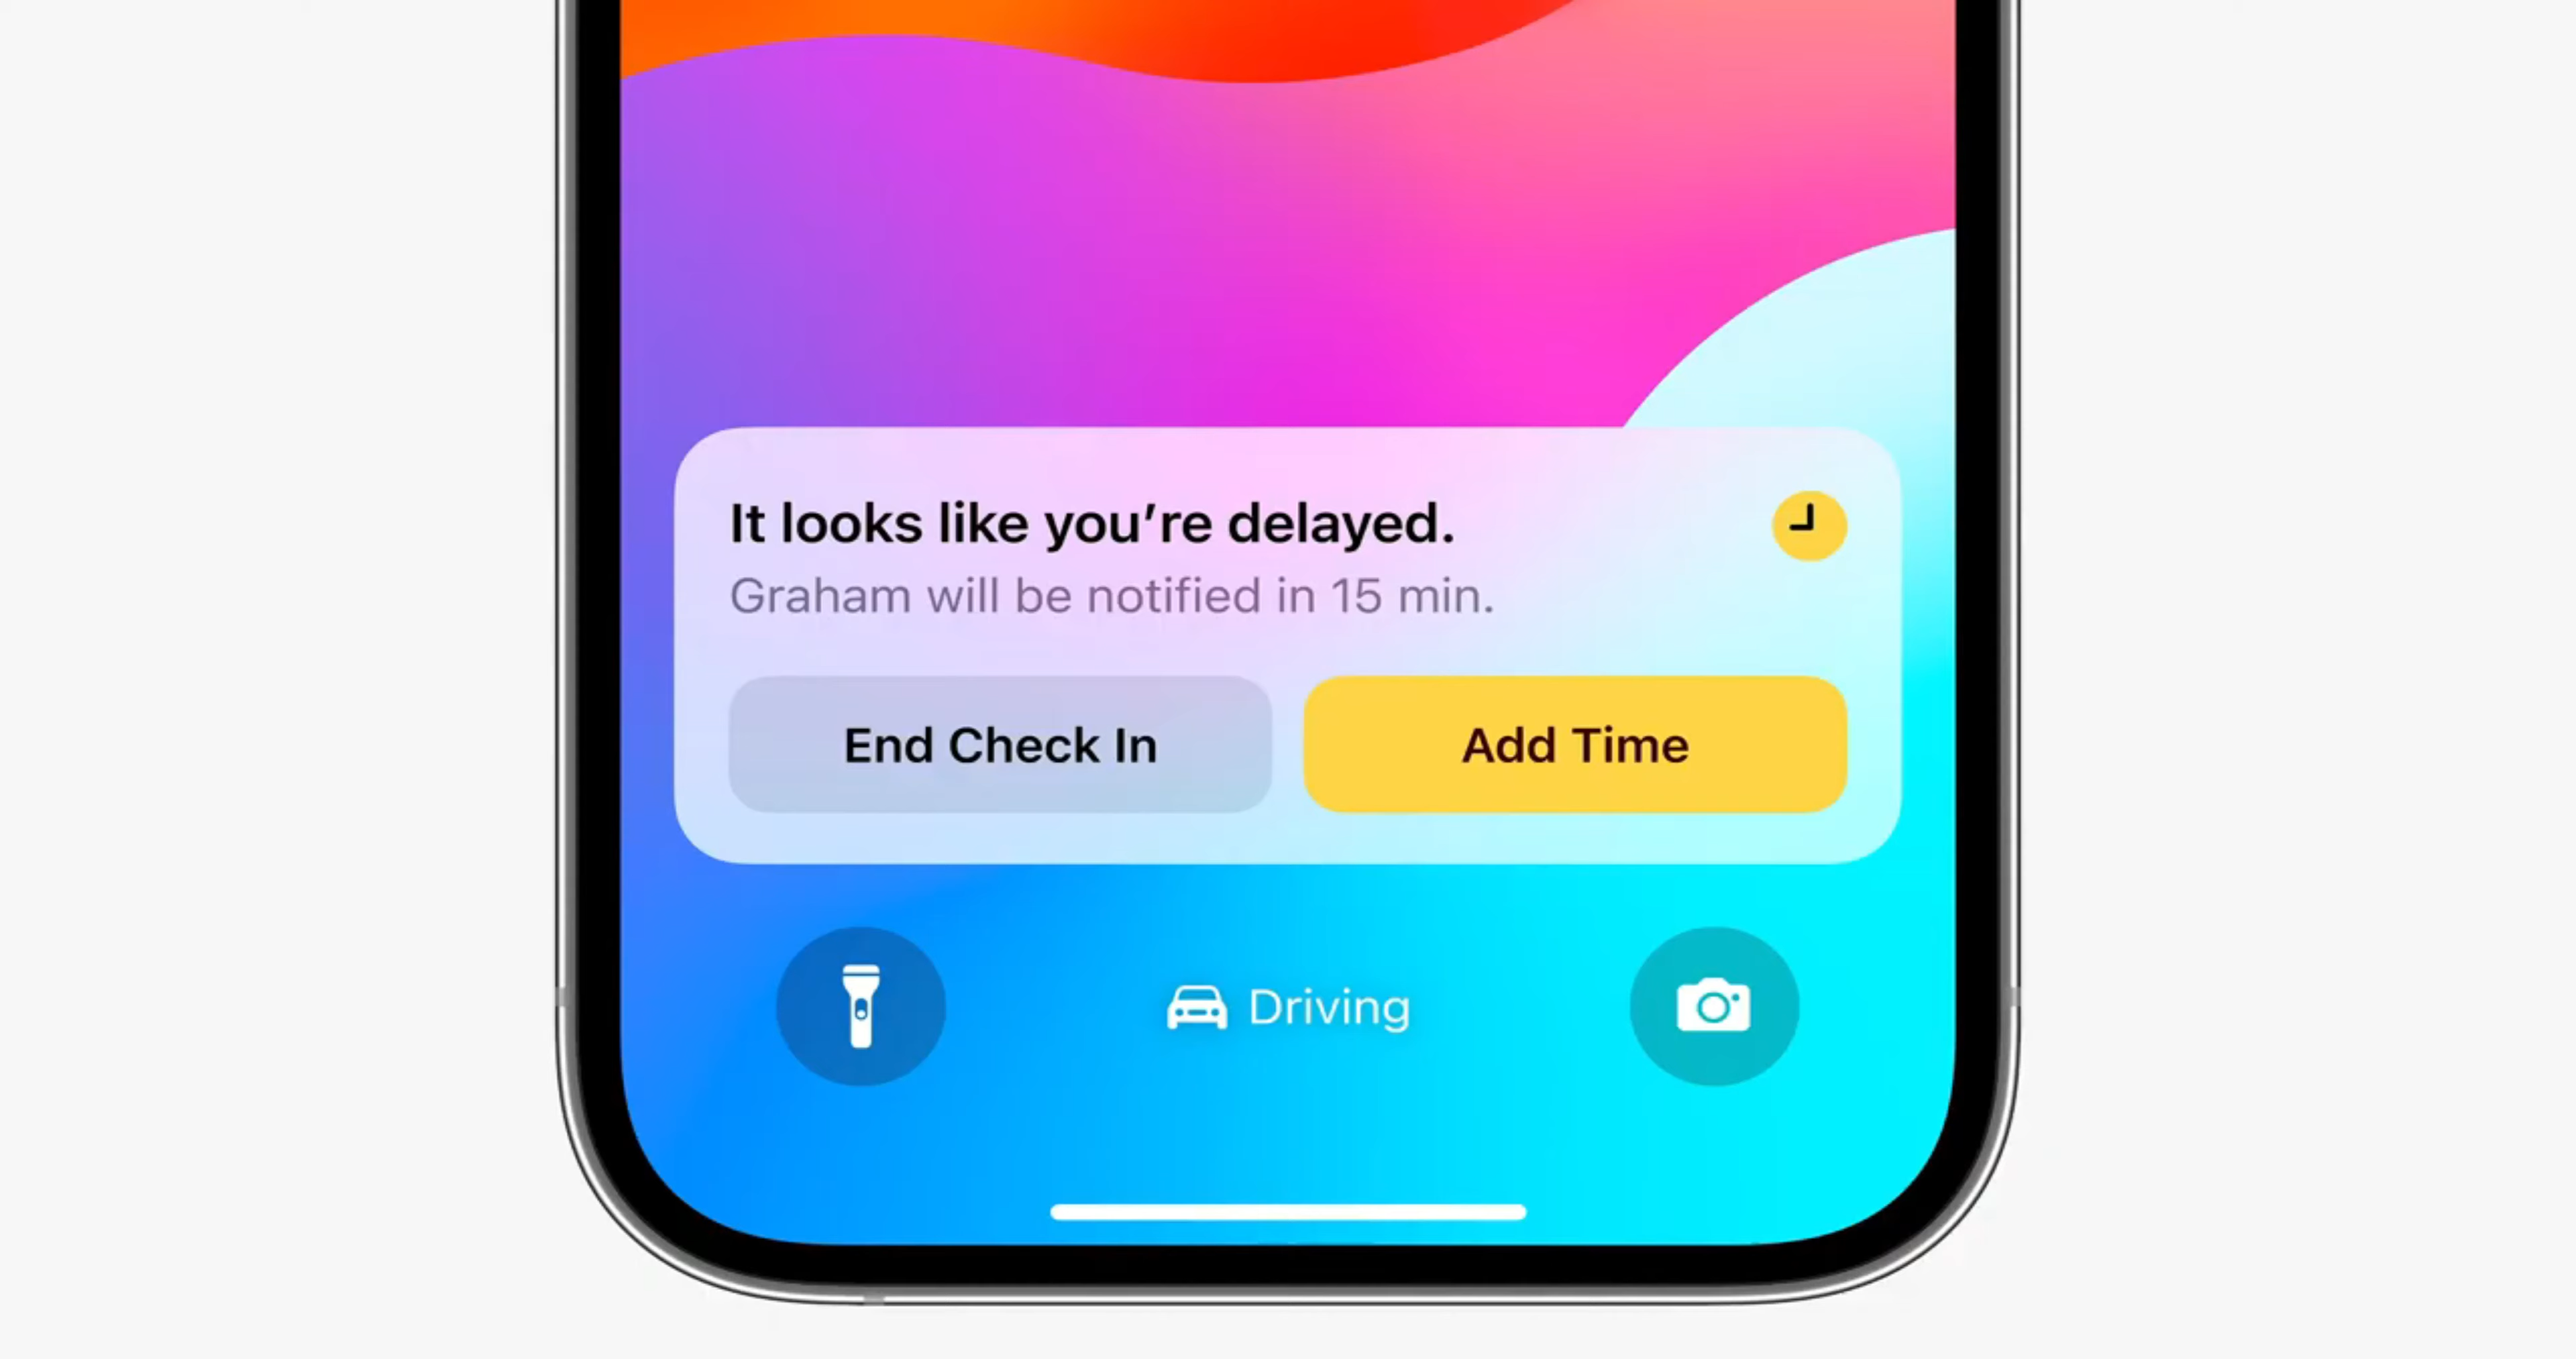 It looks like you’re delayed.
Graham will be notified in 15 min.
End Check In
Add Time
Driving